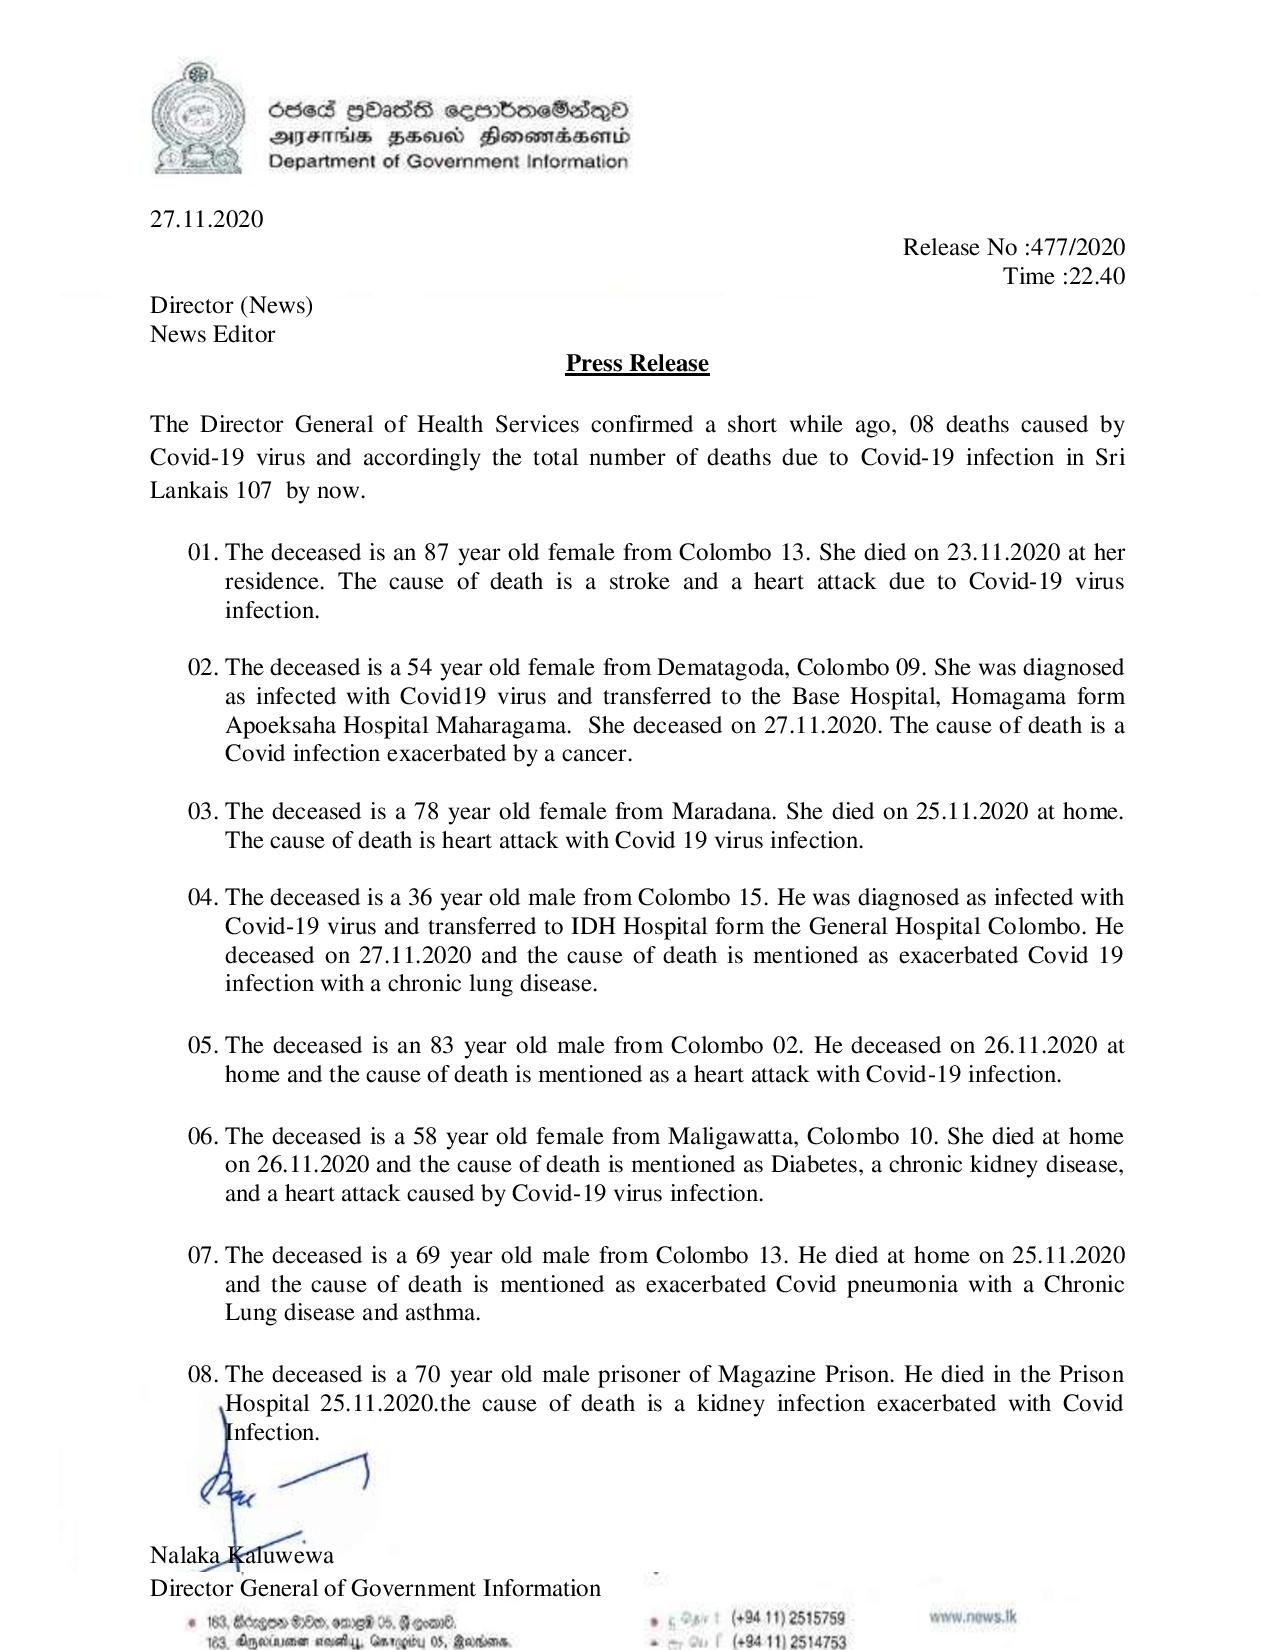 රජයේ ප්‍රවෘත්ති දෙපාර්තමේන්තුව
அரசாங்க தகவல் திணைக்களம்
Department of Government Information
27.11.2020
Release No :477/2020
Time :22.40
Director (News)
News Editor
Press Release
The Director General of Health Services confirmed a short while ago, 08 deaths caused by
Covid-19 virus and accordingly the total number of deaths due to Covid-19 infection in Sri
Lankais 107 by now.
01. The deceased is an 87 year old female from Colombo 13. She died on 23.11.2020 at her
residence. The cause of death is a stroke and a heart attack due to Covid-19 virus
infection.
02. The deceased is a 54 year old female from Dematagoda, Colombo 09. She was diagnosed
as infected with Covid19 virus and transferred to the Base Hospital, Homagama form
Apoeksaha Hospital Maharagama. She deceased on 27.11.2020. The cause of death is a
Covid infection exacerbated by a cancer.
03. The deceased is a 78 year old female from Maradana. She died on 25.11.2020 at home.
The cause of death is heart attack with Covid 19 virus infection.
04. The deceased is a 36 year old male from Colombo 15. He was diagnosed as infected with
Covid-19 virus and transferred to IDH Hospital form the General Hospital Colombo. He
deceased on 27.11.2020 and the cause of death is mentioned as exacerbated Covid 19
infection with a chronic lung disease.
05. The deceased is an 83 year old male from Colombo 02. He deceased on 26.11.2020 at
home and the cause of death is mentioned as a heart attack with Covid-19 infection.
06. The deceased is a 58 year old female from Maligawatta, Colombo 10. She died at home
on 26.11.2020 and the cause of death is mentioned as Diabetes, a chronic kidney disease,
and a heart attack caused by Covid-19 virus infection.
07. The deceased is a 69 year old male from Colombo 13. He died at home on 25.11.2020
and the cause of death is mentioned as exacerbated Covid pneumonia with a Chronic
Lung disease and asthma.
08. The deceased is a 70 year old male prisoner of Magazine Prison. He died in the Prison
Hospital 25.11.2020.the cause of death is a kidney infection exacerbated with Covid
Infection.
Nalaka Kaluwewa
Director General of Government Information
163, කිරුළපන මාවත, කොළඹ 05, ශ්‍රී ලංකාව.
(+94 11) 2515759
www.news.lk
163, கிருலப்பனை எவனியூ, கொழும்பு 05, இலங்கை.
(+94 11) 2514753